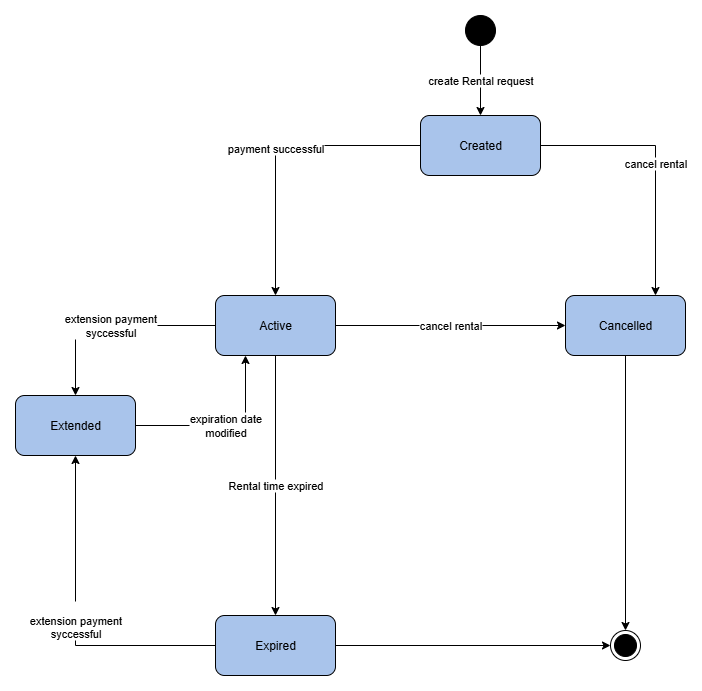 create Rental request
Created
payment successful
cancel rental
extension payment
syccessful
Active
cancel rental
Cancelled
Extended
expiration date
modified
Rental time expired
extension payment
syccessful
Expired